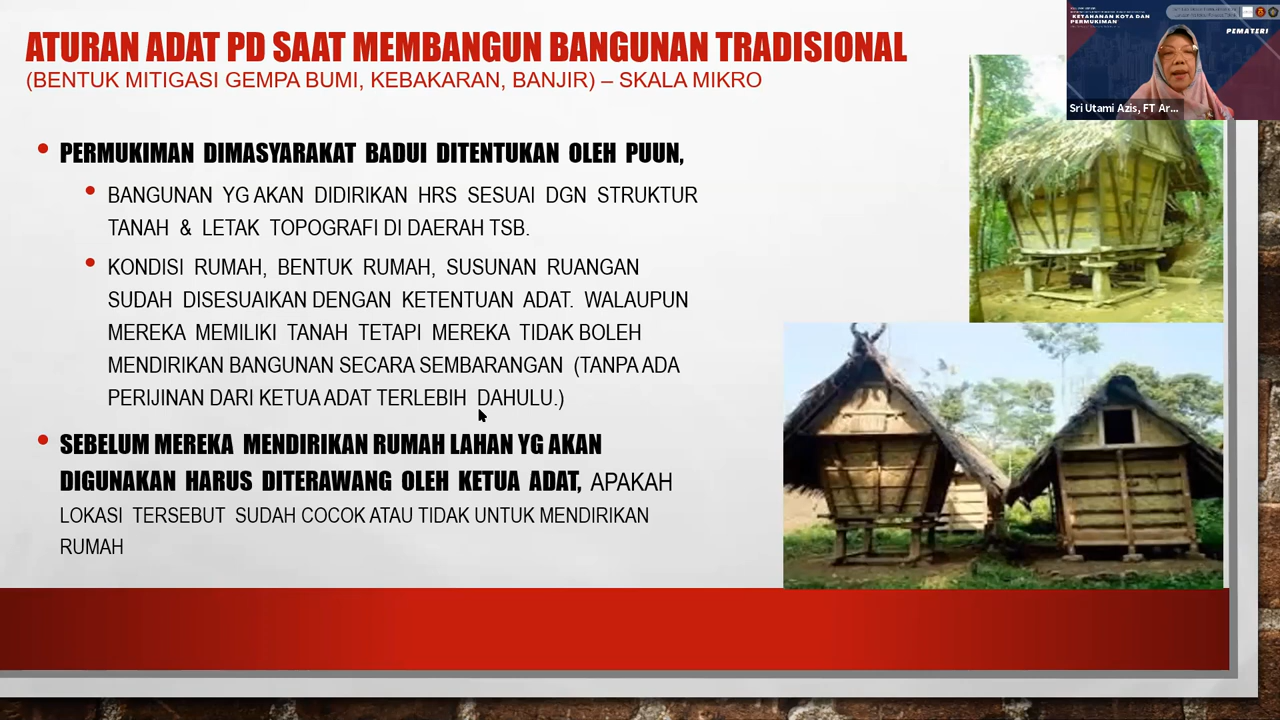 ATURAN ADAT PD SAAT MEMBANGUN BANGUNAN TRADISIONAL
(BENTUK MITIGASI GEMPA BUMI, KEBAKARAN, BANJIR) – SKALA MIKRO
KETAHANAN KOTA DAN
PERMUKIMAN
PEMATERI
Sri Utami Azis, FT Ar...
• PERMUKIMAN DIMASYARAKAT BADUI DITENTUKAN OLEH PUUN,
• BANGUNAN YG AKAN DIDIRIKAN HRS SESUAI DGN STRUKTUR
TANAH & LETAK TOPOGRAFI DI DAERAH TSB.
• KONDISI RUMAH, BENTUK RUMAH, SUSUNAN RUANGAN
SUDAH DISESUAIKAN DENGAN KETENTUAN ADAT. WALAUPUN
MEREKA MEMILIKI TANAH TETAPI MEREKA TIDAK BOLEH
MENDIRIKAN BANGUNAN SECARA SEMBARANGAN (TANPA ADA
PERIJINAN DARI KETUA ADAT TERLEBIH DAHULU.)
• SEBELUM MEREKA MENDIRIKAN RUMAH LAHAN YG AKAN
DIGUNAKAN HARUS DITERAWANG OLEH KETUA ADAT, APAKAH
LOKASI TERSEBUT SUDAH COCOK ATAU TIDAK UNTUK MENDIRIKAN
RUMAH